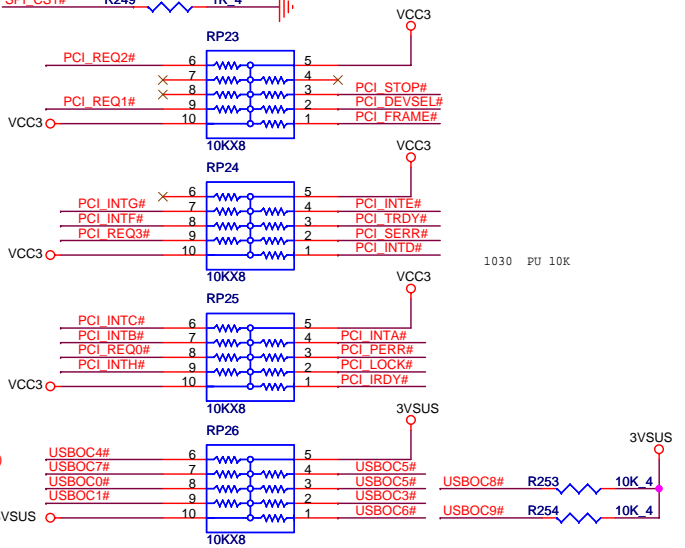 SPI_CS1# R249 1K_4
VCC3
RP23
PCI_REQ2# 6 5
7 4
8 3 PCI_STOP#
PCI_REQ1# 9 2 PCI_DEVSEL#
VCC3 10 1 PCI_FRAME#
10KX8
VCC3
RP24
6 5
PCI_INTG# 7 4 PCI_INTE#
PCI_INTF# 8 3 PCI_TRDY#
PCI_REQ3# 9 2 PCI_SERR#
VCC3 10 1 PCI_INTD#
1030 PU 10K
10KX8
VCC3
RP25
PCI_INTC# 6 5
PCI_INTB# 7 4 PCI_INTA#
PCI_REQ0# 8 3 PCI_PERR#
PCI_INTH# 9 2 PCI_LOCK#
VCC3 10 1 PCI_IRDY#
10KX8
3VSUS
RP26
3VSUS
USBOC4# 6 5
USBOC7# 7 4 USBOC5#
USBOC0# 8 3 USBOC5# USBOC8# R253 10K_4
USBOC1# 9 2 USBOC3#
VSUS 10 1 USBOC6# USBOC9# R254 10K_4
10KX8